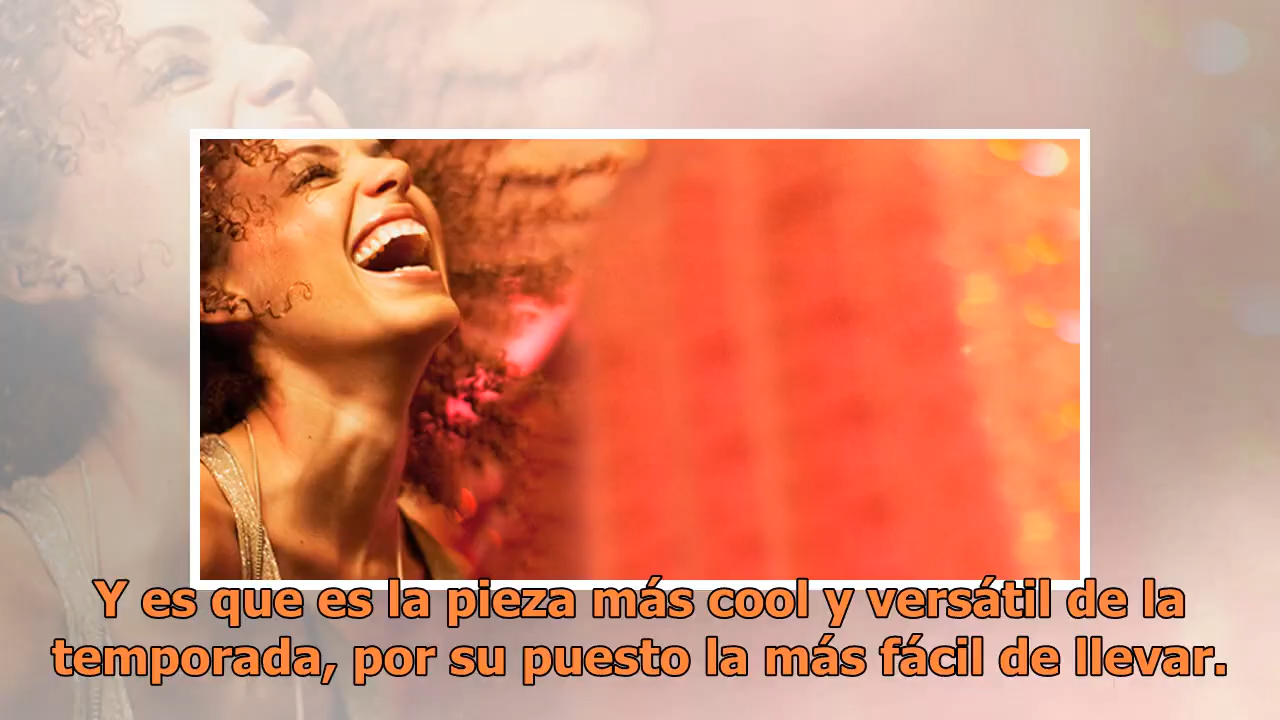 Y es que es la pieza más cool y versátil de la
temporada, por su puesto la más fácil de llevar.